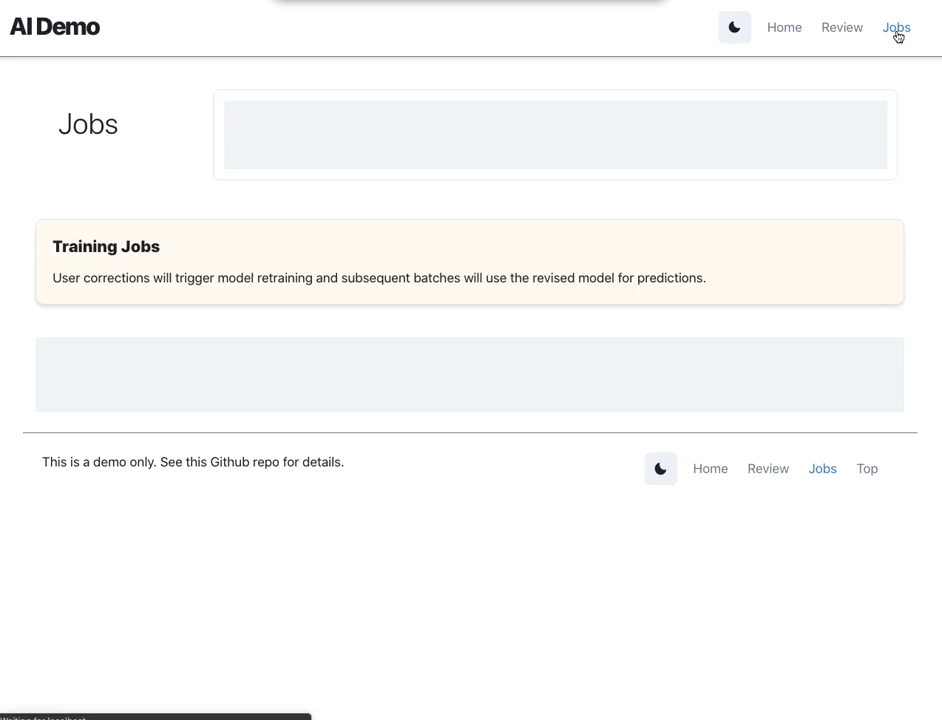 AI Demo
Home Review Jobs
Jobs
Training Jobs
User corrections will trigger model retraining and subsequent batches will use the revised model for predictions.
This is a demo only. See this Github repo for details.
Home Review Jobs Top